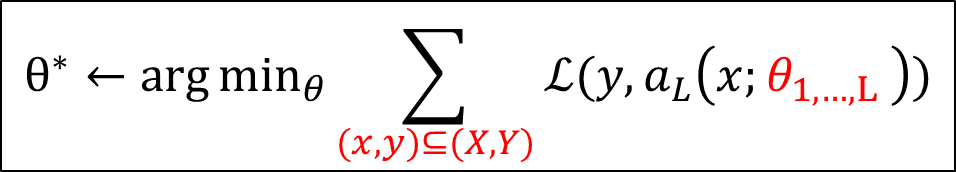 θ* ← arg min_θ ∑_{(x,y)⊆(X,Y)} ℒ(y, a_L(x; θ_{1,…,L}))